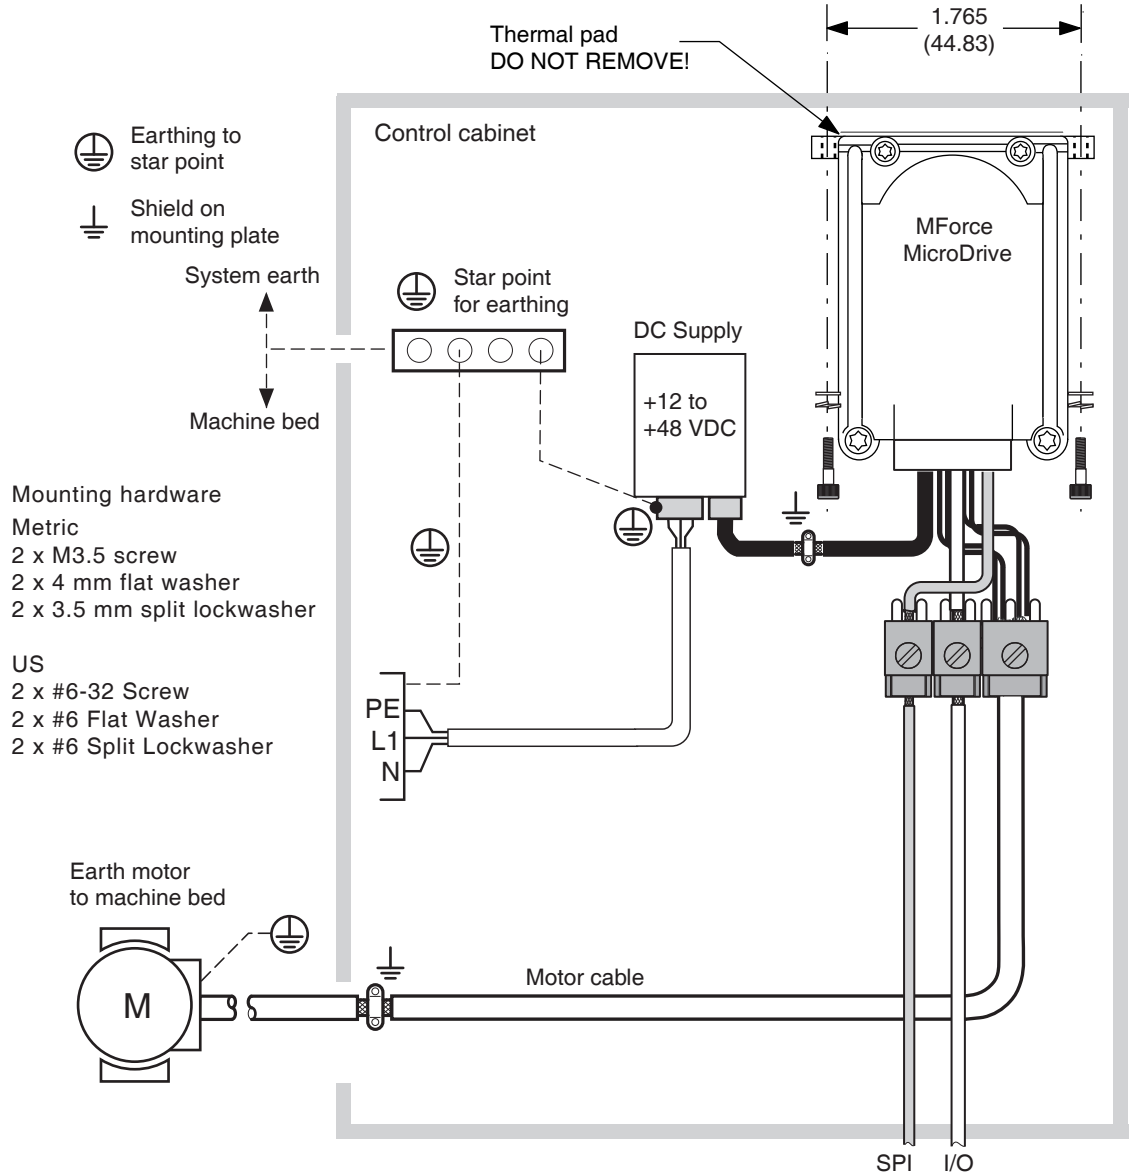 1.765
(44.83)
Thermal pad
DO NOT REMOVE!
Control cabinet
Earthing to
star point
Shield on
mounting plate
System earth
Machine bed
Star point
for earthing
DC Supply
+12 to
+48 VDC
MForce
MicroDrive
Mounting hardware
Metric
2 x M3.5 screw
2 x 4 mm flat washer
2 x 3.5 mm split lockwasher
US
2 x #6-32 Screw
2 x #6 Flat Washer
2 x #6 Split Lockwasher
PE
L1
N
Earth motor
to machine bed
M
Motor cable
SPI
I/O